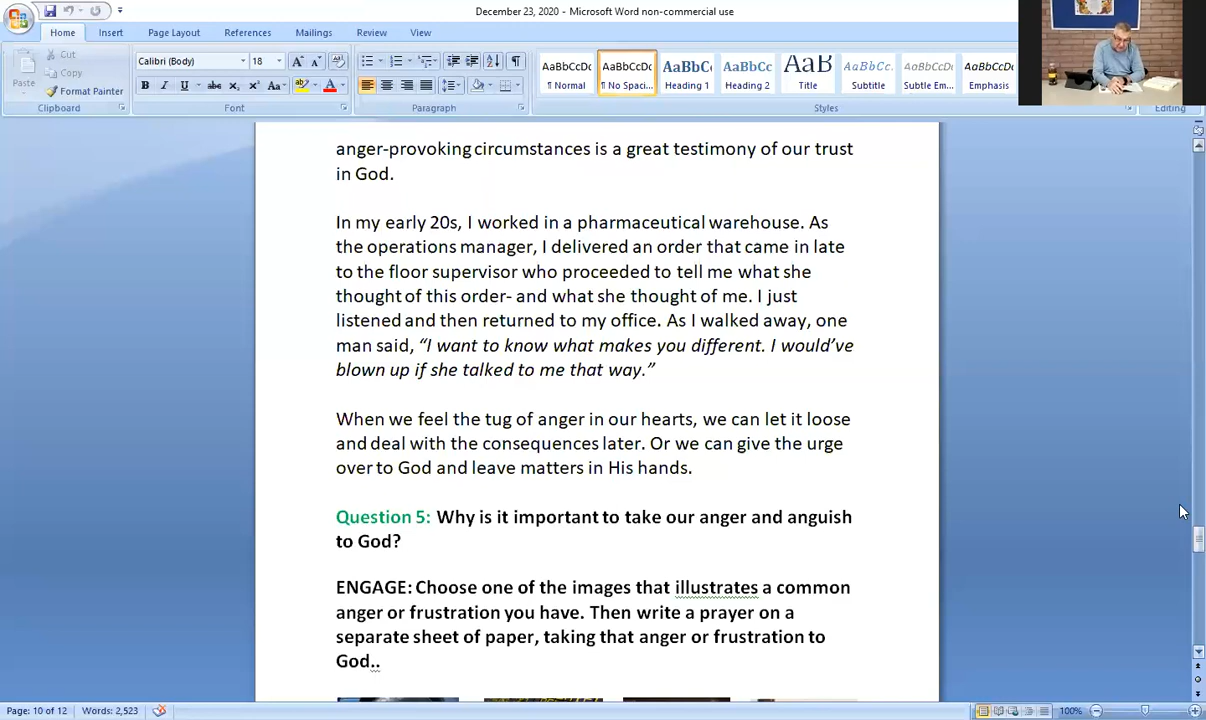 December 23, 2020 - Microsoft Word non-commercial use
Home Insert Page Layout References Mailings Review View
Cut
Copy
Paste
Format Painter
Clipboard
Calibri (Body) 18
B I U abc X₂ X² Aa
Font
Paragraph
AaBbCcDc AaBbCcDc AaBbC AaBbCc AaB AaBbCcI AaBbCcDc AaBbCcDc
¶ Normal ¶ No Spaci... Heading 1 Heading 2 Title Subtitle Subtle Em... Emphasis
Styles
Editing
anger-provoking circumstances is a great testimony of our trust
in God.
In my early 20s, I worked in a pharmaceutical warehouse. As
the operations manager, I delivered an order that came in late
to the floor supervisor who proceeded to tell me what she
thought of this order- and what she thought of me. I just
listened and then returned to my office. As I walked away, one
man said, “I want to know what makes you different. I would’ve
blown up if she talked to me that way.”
When we feel the tug of anger in our hearts, we can let it loose
and deal with the consequences later. Or we can give the urge
over to God and leave matters in His hands.
Question 5: Why is it important to take our anger and anguish
to God?
ENGAGE: Choose one of the images that illustrates a common
anger or frustration you have. Then write a prayer on a
separate sheet of paper, taking that anger or frustration to
God..
Page: 10 of 12 Words: 2,523 100%